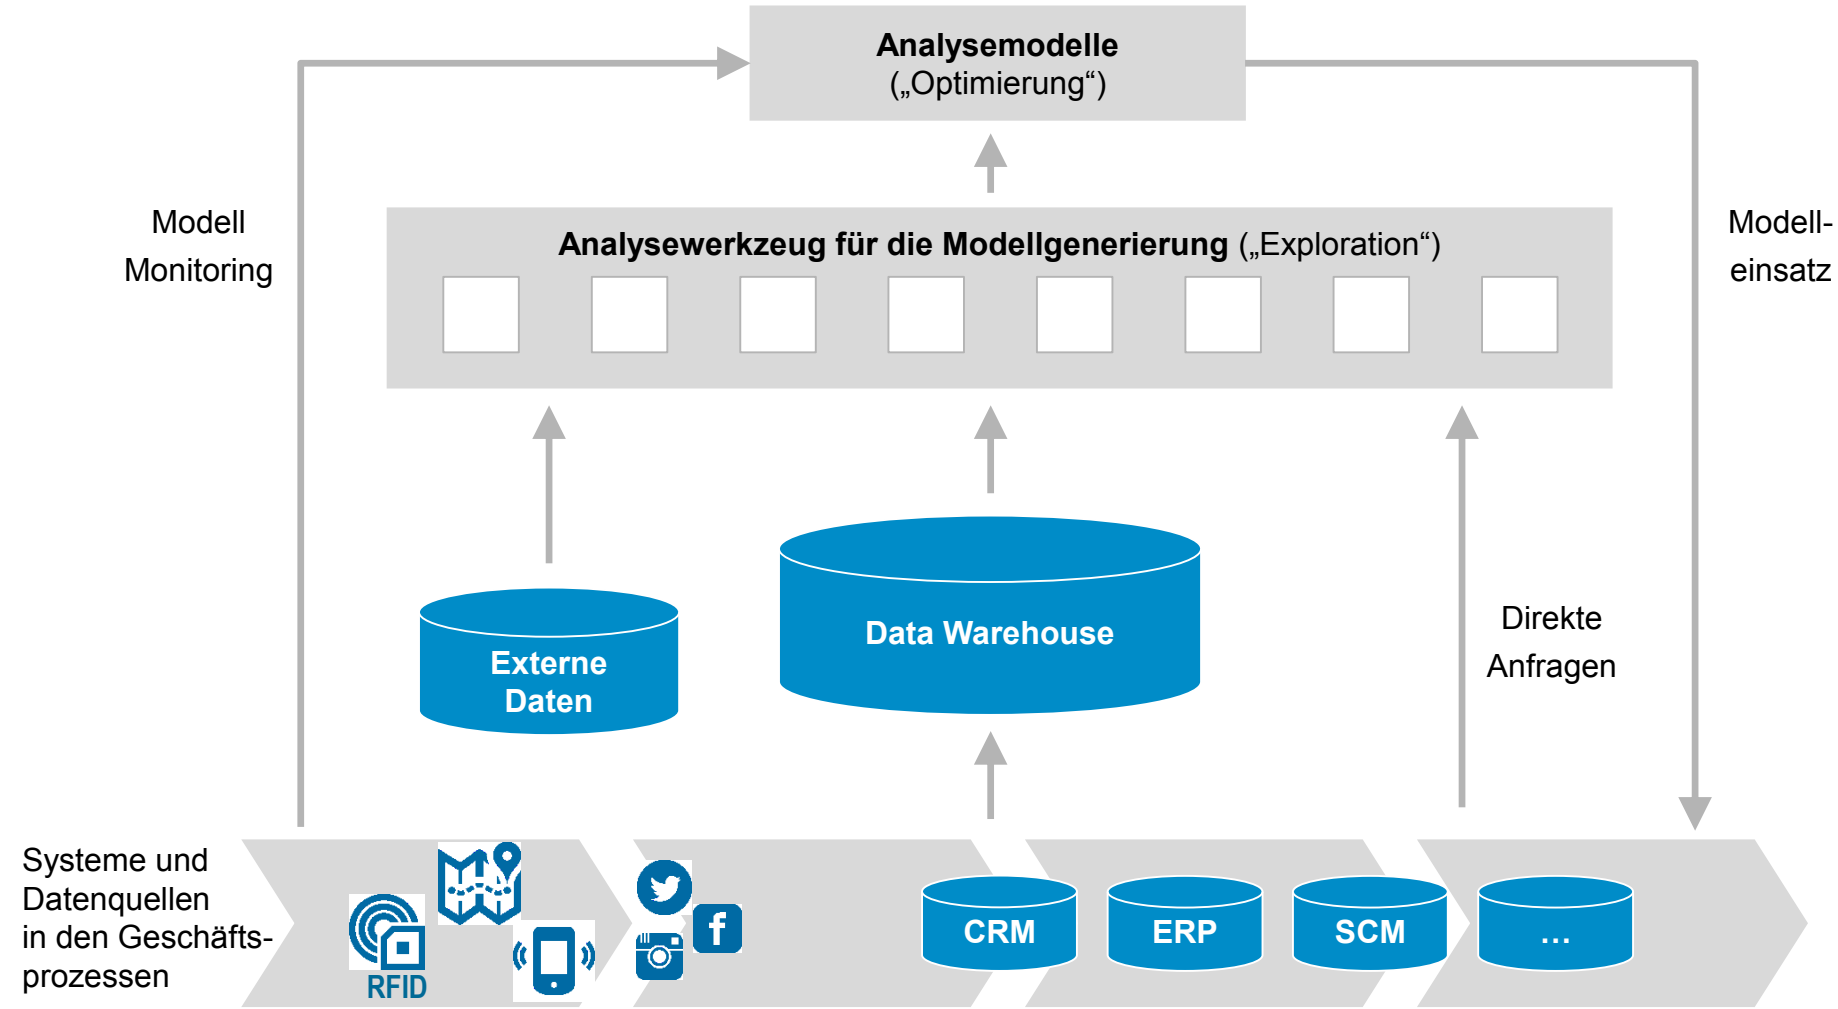 Analysemodelle
(„Optimierung“)
Modell
Monitoring
Modell-
einsatz
Analysewerkzeug für die Modellgenerierung („Exploration“)
Externe
Daten
Data Warehouse
Direkte
Anfragen
Systeme und
Datenquellen
in den Geschäfts-
prozessen
RFID
CRM
ERP
SCM
...